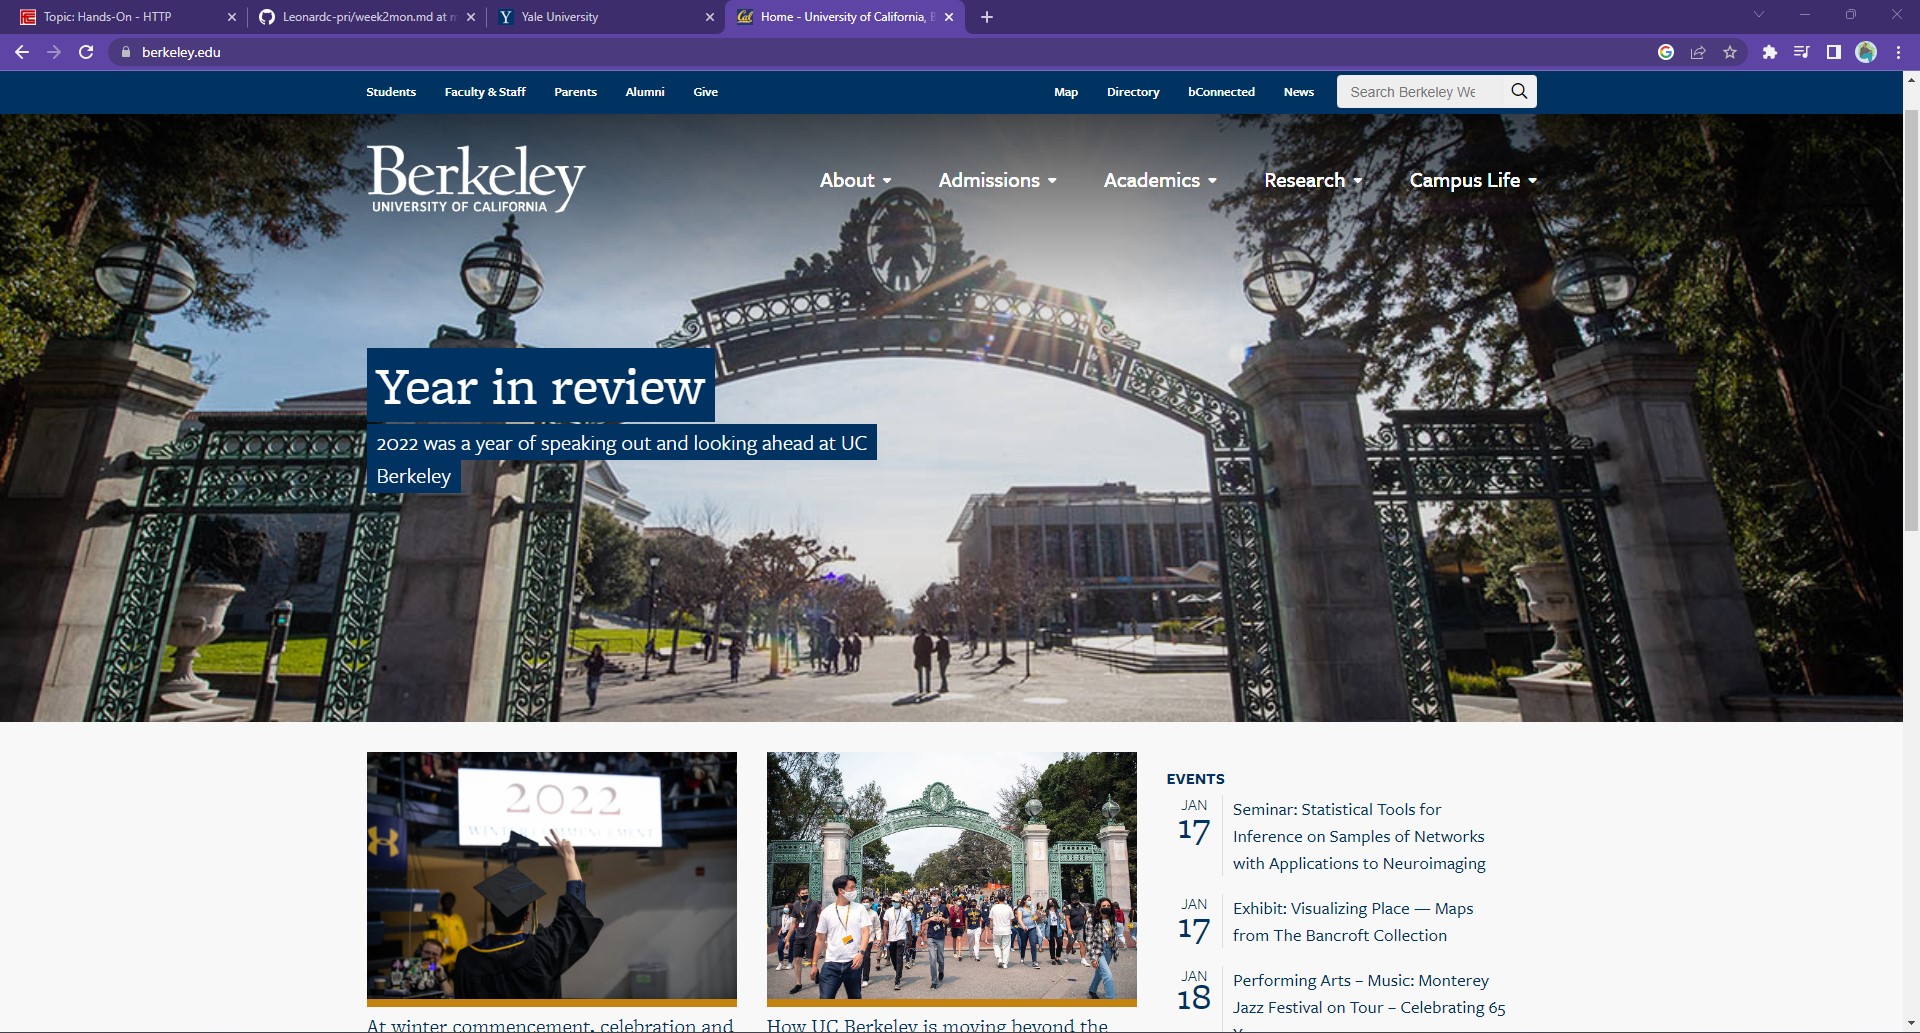 Topic: Hands-On - HTTP
Leonardc-pri/week2mon.md at m
Yale University
Home - University of California,
berkeley.edu
Students
Faculty & Staff
Parents
Alumni
Give
Map
Directory
bConnected
News
Search Berkeley We
Berkeley
UNIVERSITY OF CALIFORNIA
About
Admissions
Academics
Research
Campus Life
Year in review
2022 was a year of speaking out and looking ahead at UC
Berkeley
2022
WINTER COMMENCEMENT
EVENTS
JAN
17
Seminar: Statistical Tools for
Inference on Samples of Networks
with Applications to Neuroimaging
JAN
17
Exhibit: Visualizing Place — Maps
from The Bancroft Collection
JAN
18
Performing Arts – Music: Monterey
Jazz Festival on Tour – Celebrating 65
At winter commencement, celebration and
How UC Berkeley is moving beyond the